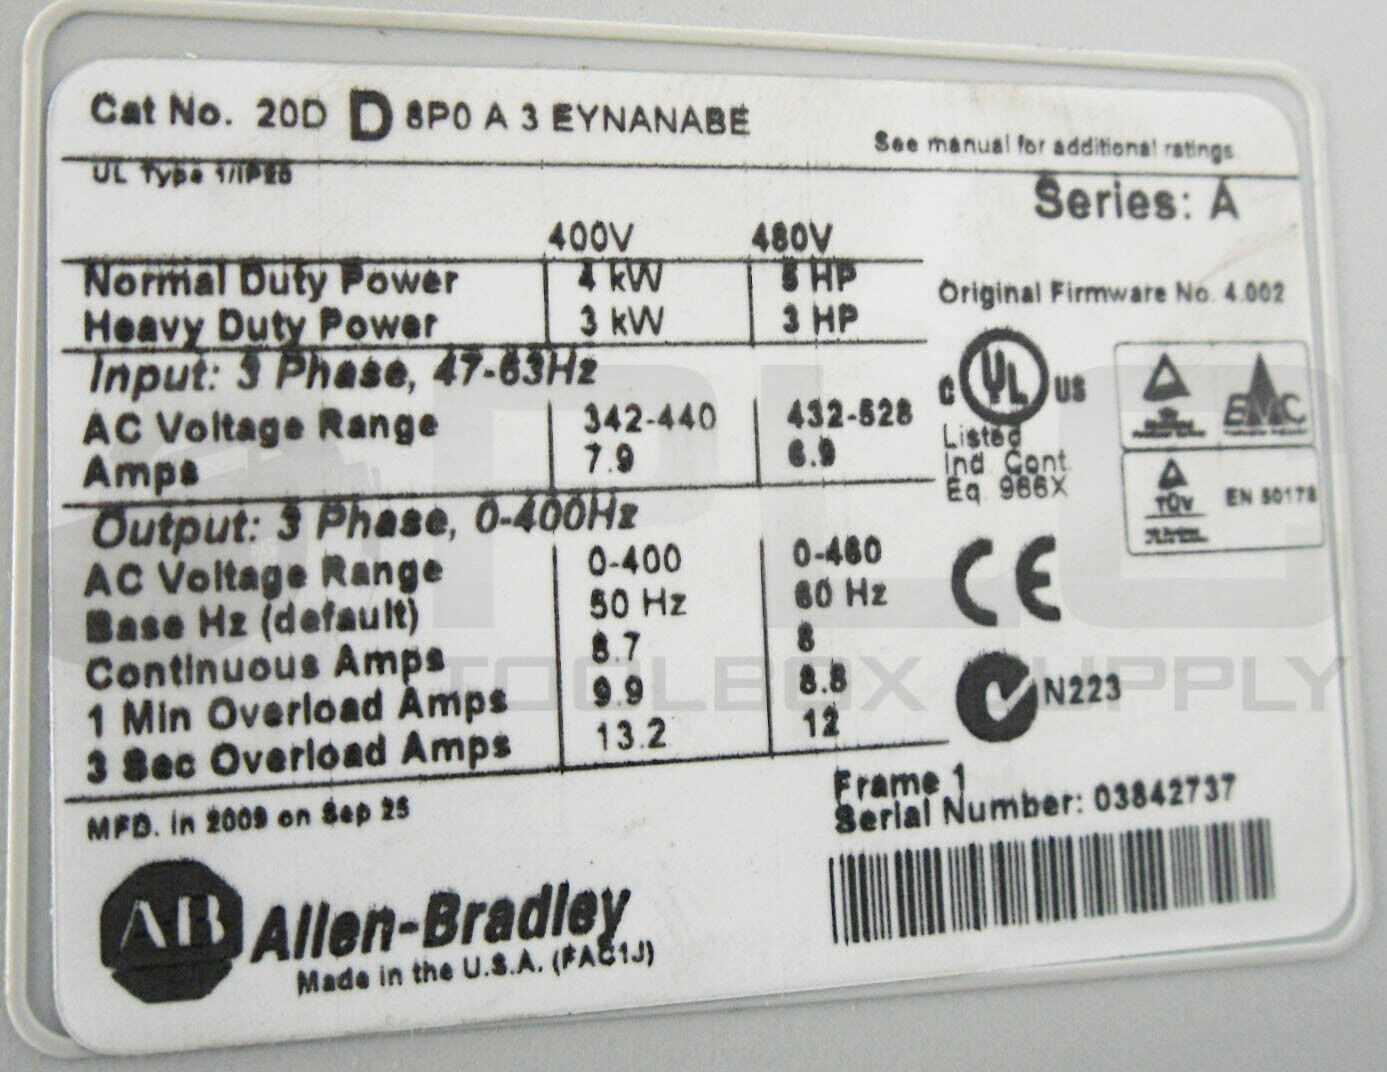 Cat No. 20D D 8P0 A 3 EYNANABE
See manual for additional ratings
UL Type 1/IP20
Series: A
400V 480V
Normal Duty Power 4 kW 5 HP
Heavy Duty Power 3 kW 3 HP
Original Firmware No. 4.002
Input: 3 Phase, 47-63Hz
AC Voltage Range 342-440 432-528
Amps 7.9 6.9
C UL US
Listed
Ind. Cont.
Eq. 966X
EMC
TÜV
EN 50178
Output: 3 Phase, 0-400Hz
AC Voltage Range 0-400 0-460
Base Hz (default) 50 Hz 60 Hz
Continuous Amps 8.7 8
1 Min Overload Amps 9.9 8.8
3 Sec Overload Amps 13.2 12
CE
N223
PLC
TOOLBOX SUPPLY
MFD. in 2009 on Sep 25
Frame 1
Serial Number: 03842737
AB Allen-Bradley
Made in the U.S.A. (FAC1J)